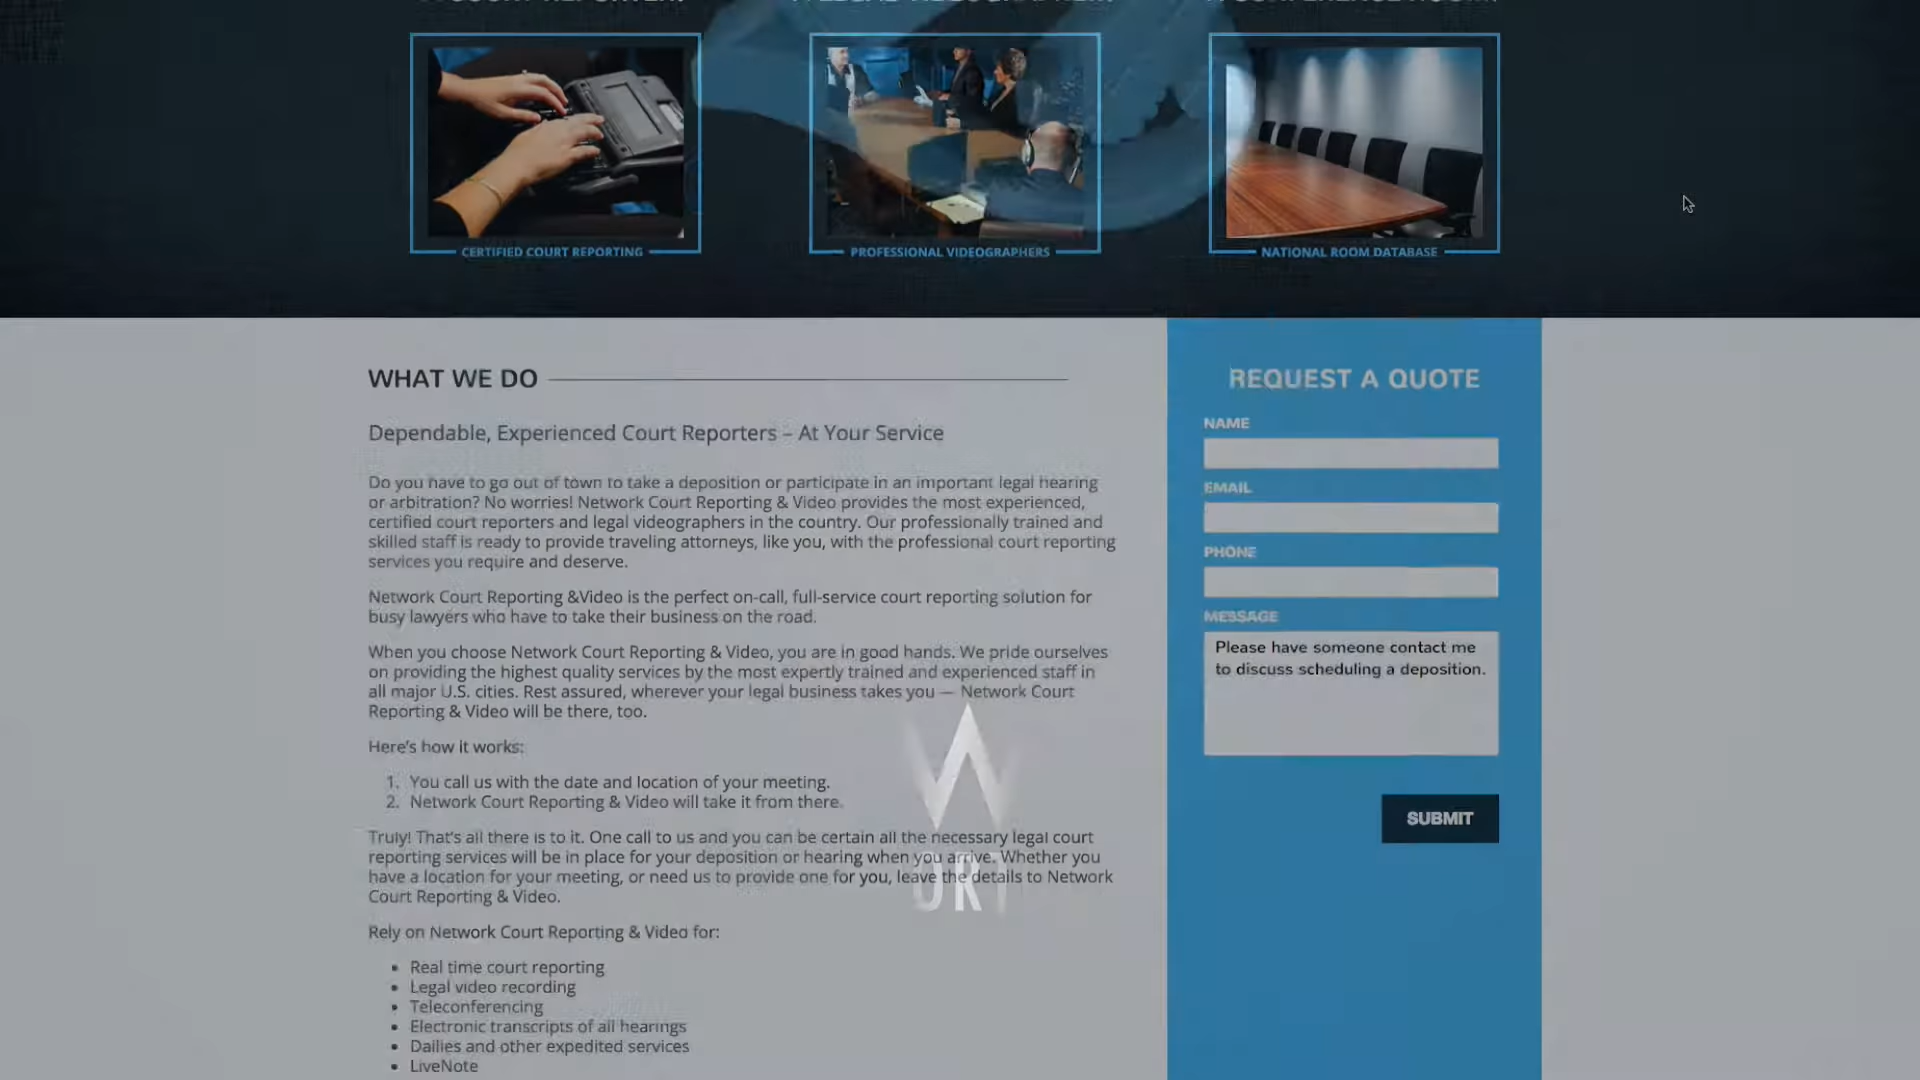 CERTIFIED COURT REPORTING
PROFESSIONAL VIDEOGRAPHERS
NATIONAL ROOM DATABASE
WHAT WE DO
Dependable, Experienced Court Reporters – At Your Service
Do you have to go out of town to take a deposition or participate in an important legal hearing
or arbitration? No worries! Network Court Reporting & Video provides the most experienced,
certified court reporters and legal videographers in the country. Our professionally trained and
skilled staff is ready to provide traveling attorneys, like you, with the professional court reporting
services you require and deserve.
Network Court Reporting &Video is the perfect on-call, full-service court reporting solution for
busy lawyers who have to take their business on the road.
When you choose Network Court Reporting & Video, you are in good hands. We pride ourselves
on providing the highest quality services by the most expertly trained and experienced staff in
all major U.S. cities. Rest assured, wherever your legal business takes you — Network Court
Reporting & Video will be there, too.
Here's how it works:
1. You call us with the date and location of your meeting.
2. Network Court Reporting & Video will take it from there.
Truly! That's all there is to it. One call to us and you can be certain all the necessary legal court
reporting services will be in place for your deposition or hearing when you arrive. Whether you
have a location for your meeting, or need us to provide one for you, leave the details to Network
Court Reporting & Video.
Rely on Network Court Reporting & Video for:
• Real time court reporting
• Legal video recording
• Teleconferencing
• Electronic transcripts of all hearings
• Dailies and other expedited services
• LiveNote
REQUEST A QUOTE
NAME
EMAIL
PHONE
MESSAGE
Please have someone contact me
to discuss scheduling a deposition.
SUBMIT